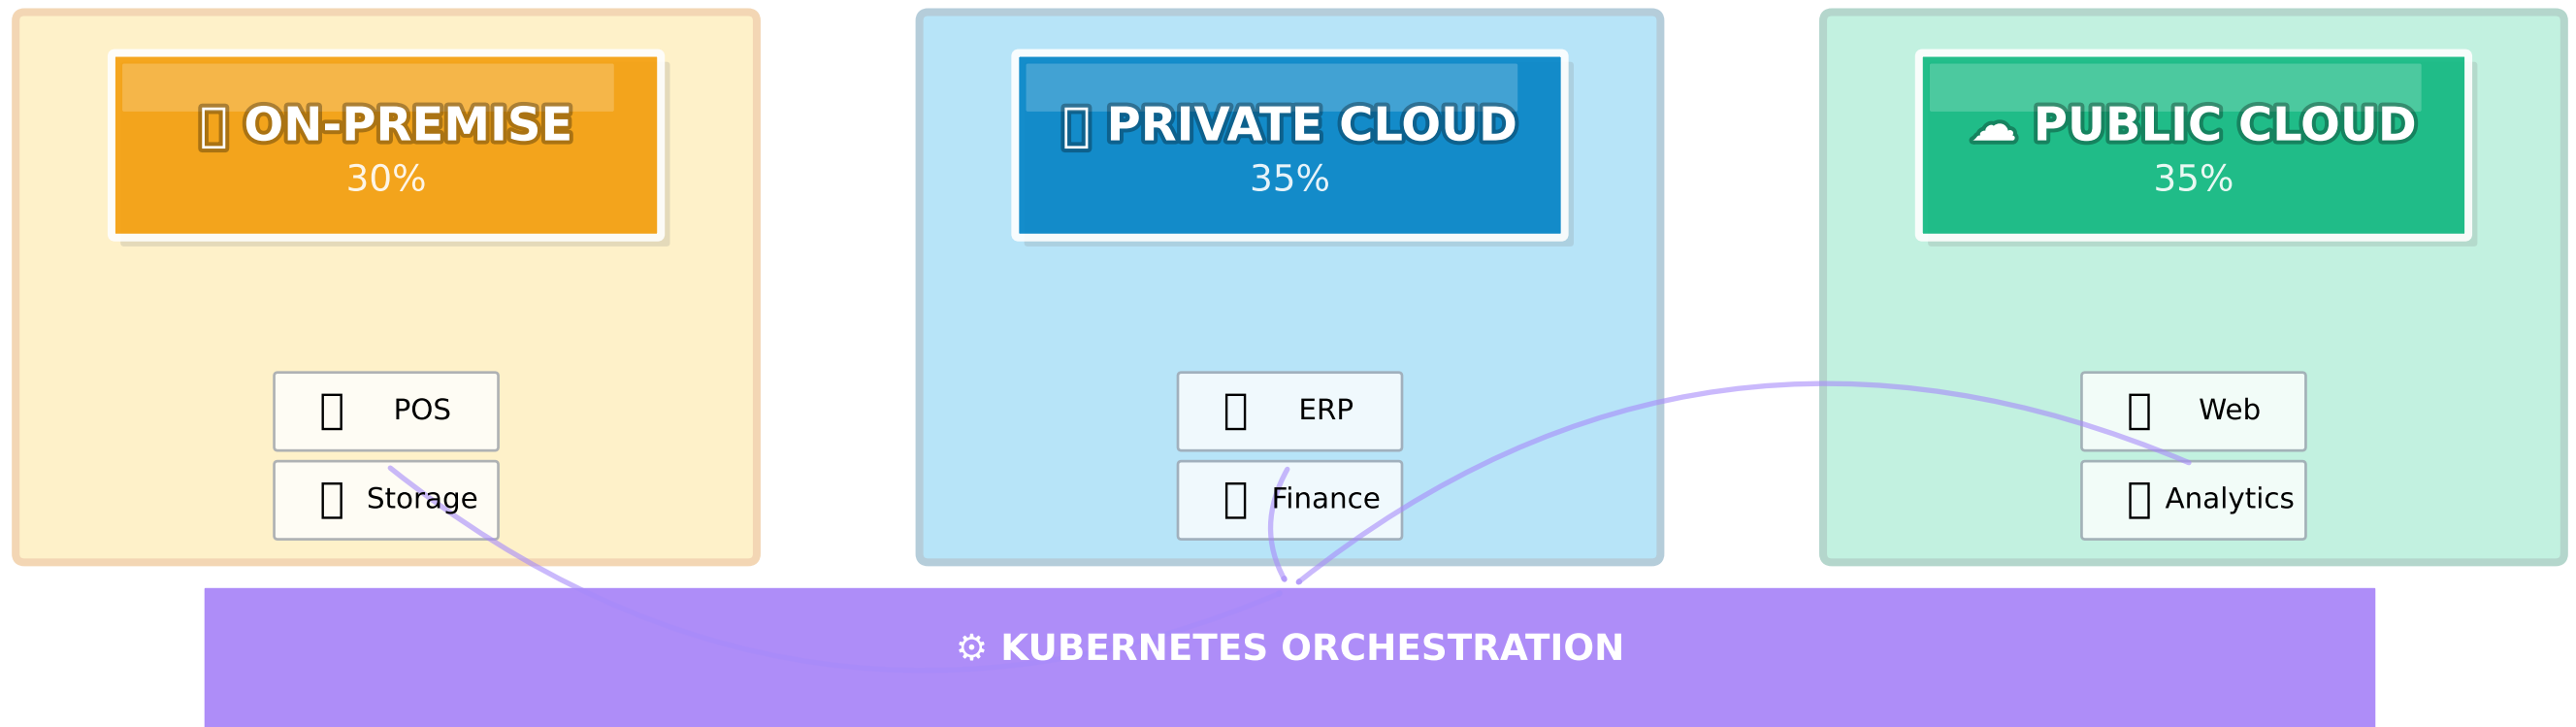 ON-PREMISE
30%
POS
Storage
PRIVATE CLOUD
35%
ERP
Finance
☁ PUBLIC CLOUD
35%
Web
Analytics
⚙ KUBERNETES ORCHESTRATION